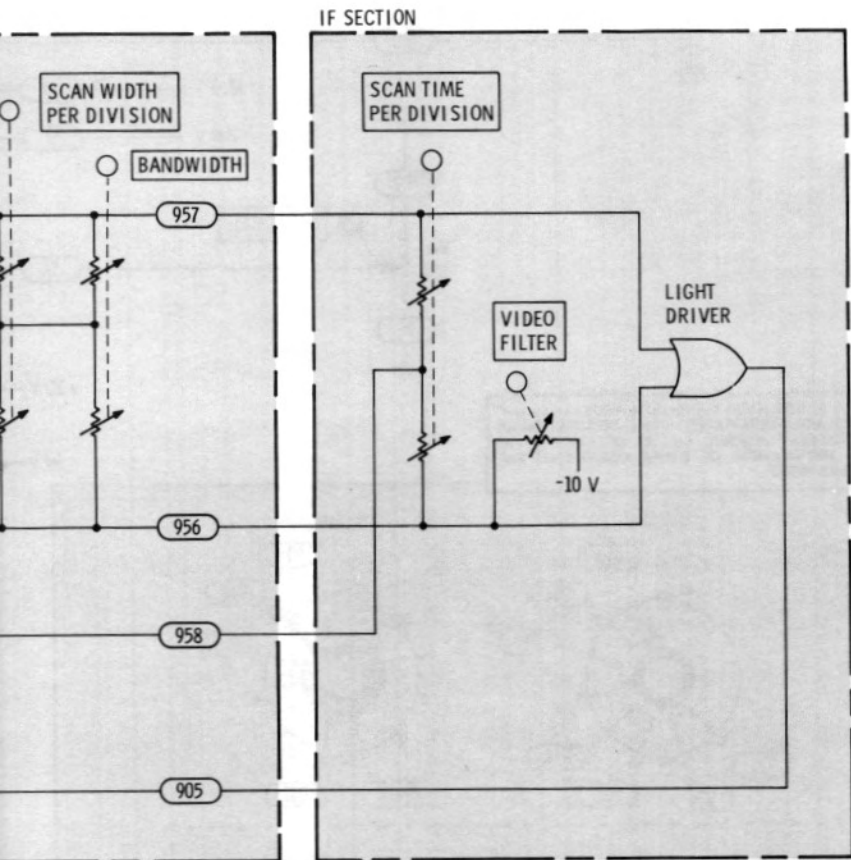 IF SECTION
SCAN WIDTH
PER DIVISION
BANDWIDTH
SCAN TIME
PER DIVISION
957
VIDEO
FILTER
LIGHT
DRIVER
-10 V
956
958
905